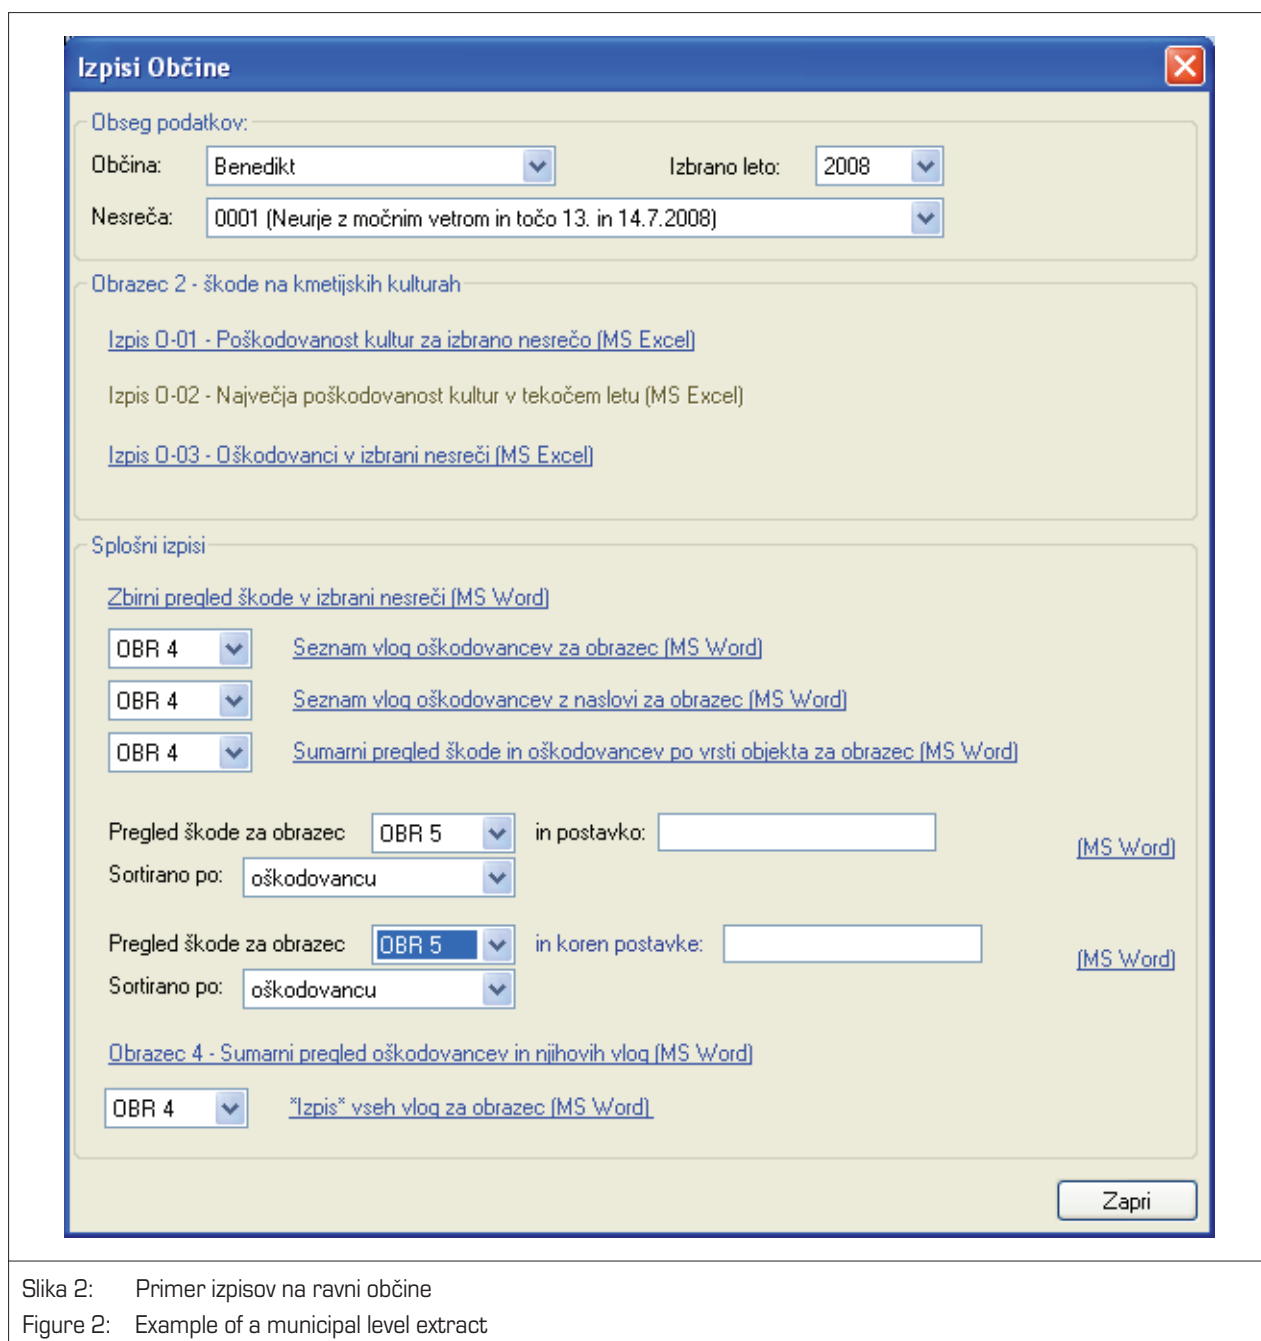 Izpisi Občine
Obseg podatkov:
Občina: Benedikt Izbrano leto: 2008
Nesreča: 0001 (Neurje z močnim vetrom in točo 13. in 14.7.2008)
Obrazec 2 - škode na kmetijskih kulturah
Izpis O-01 - Poškodovanost kultur za izbrano nesrečo (MS Excel)
Izpis O-02 - Največja poškodovanost kultur v tekočem letu (MS Excel)
Izpis O-03 - Oškodovanci v izbrani nesreči (MS Excel)
Splošni izpisi
Zbirni pregled škode v izbrani nesreči (MS Word)
OBR 4 Seznam vlog oškodovancev za obrazec (MS Word)
OBR 4 Seznam vlog oškodovancev z naslovi za obrazec (MS Word)
OBR 4 Sumarni pregled škode in oškodovancev po vrsti objekta za obrazec (MS Word)
Pregled škode za obrazec OBR 5 in postavko:
(MS Word)
Sortirano po: oškodovancu
Pregled škode za obrazec OBR 5 in koren postavke:
(MS Word)
Sortirano po: oškodovancu
Obrazec 4 - Sumarni pregled oškodovancev in njihovih vlog (MS Word)
OBR 4 "Izpis" vseh vlog za obrazec (MS Word)
Zapri
Slika 2: Primer izpisov na ravni občine
Figure 2: Example of a municipal level extract